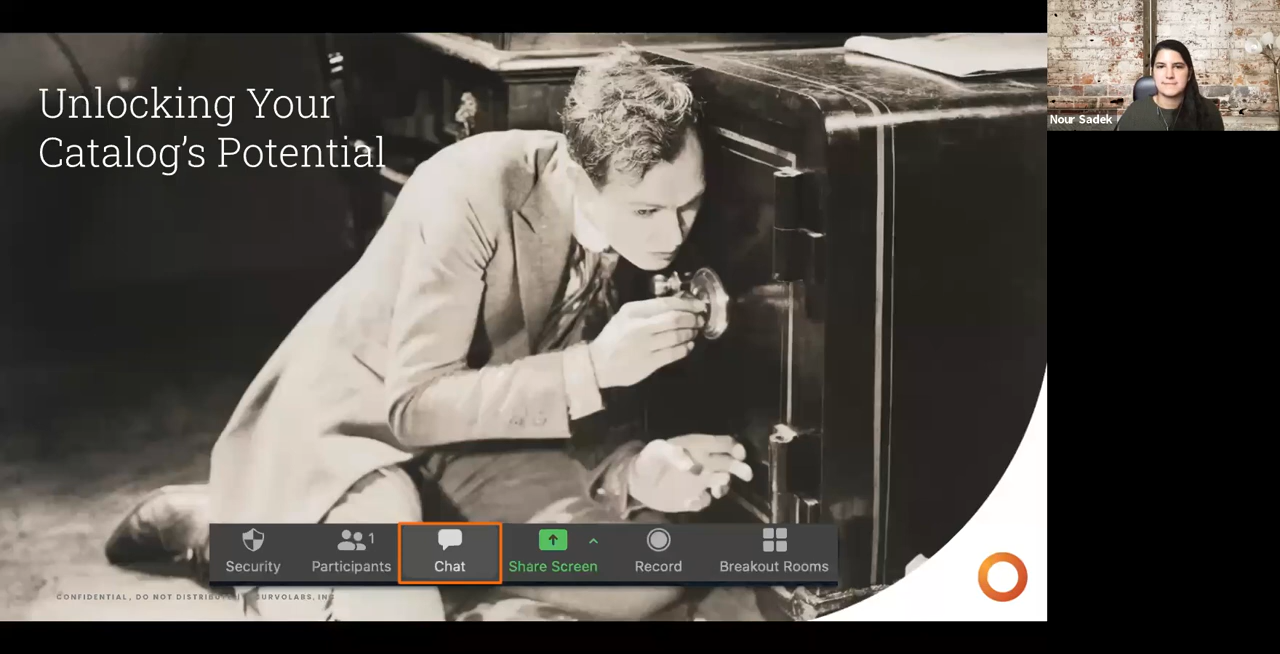 Unlocking Your
Catalog's Potential
Nour Sadek
1
Security
Participants
Chat
Share Screen
Record
Breakout Rooms
CONFIDENTIAL, DO NOT DISTRIBUTE